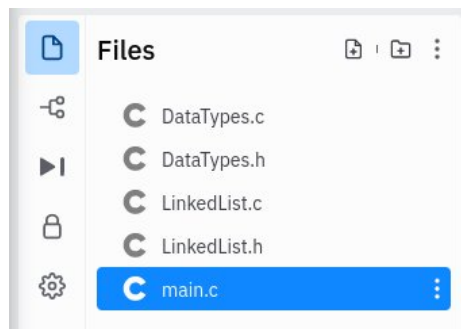 Files
DataTypes.c
DataTypes.h
LinkedList.c
LinkedList.h
main.c